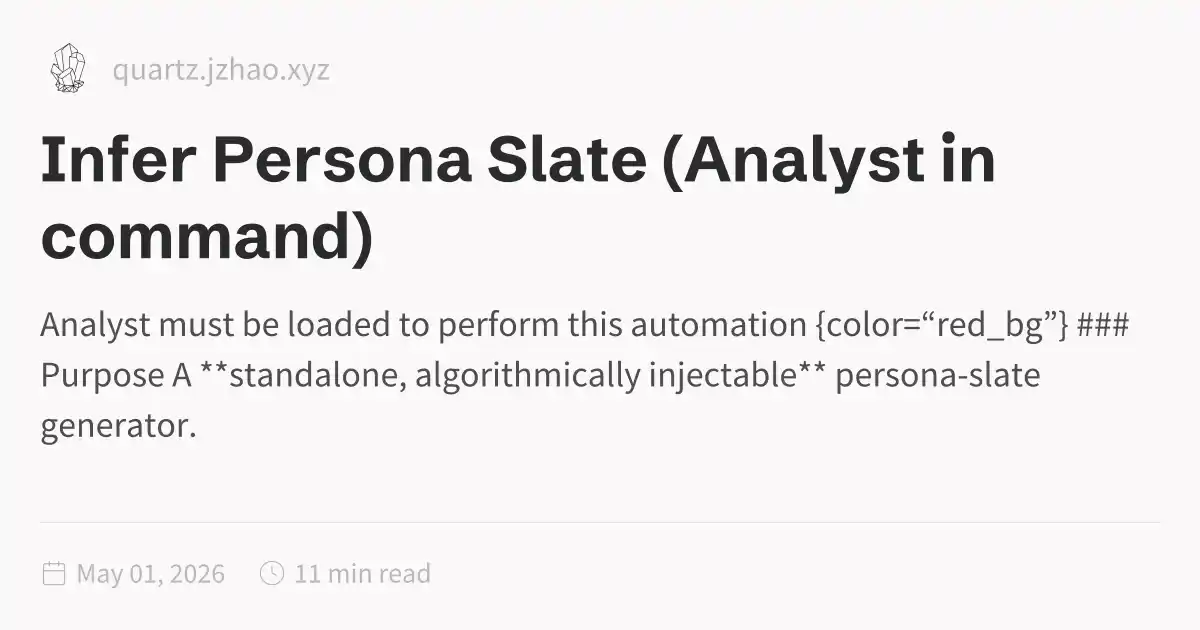 quartz.jzhao.xyz
Infer Persona Slate (Analyst in
command)
Analyst must be loaded to perform this automation {color=“red_bg”} ###
Purpose A **standalone, algorithmically injectable** persona-slate
generator.
May 01, 2026 11 min read